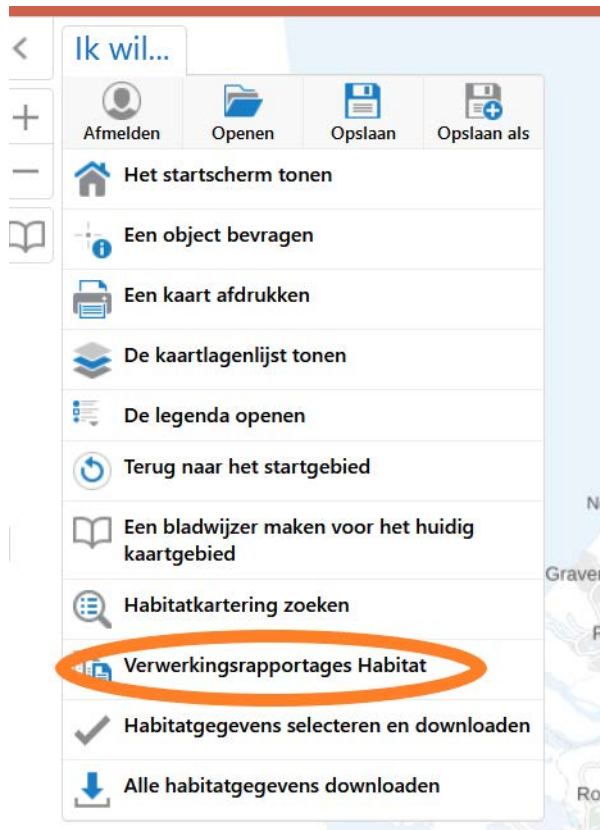 Ik wil...
Afmelden Openen Opslaan Opslaan als
Het startscherm tonen
Een object bevragen
Een kaart afdrukken
De kaartlagenlijst tonen
De legenda openen
Terug naar het startgebied
Een bladwijzer maken voor het huidig
kaartgebied
Habitatkartering zoeken
Verwerkingsrapportages Habitat
Habitatgegevens selecteren en downloaden
Alle habitatgegevens downloaden